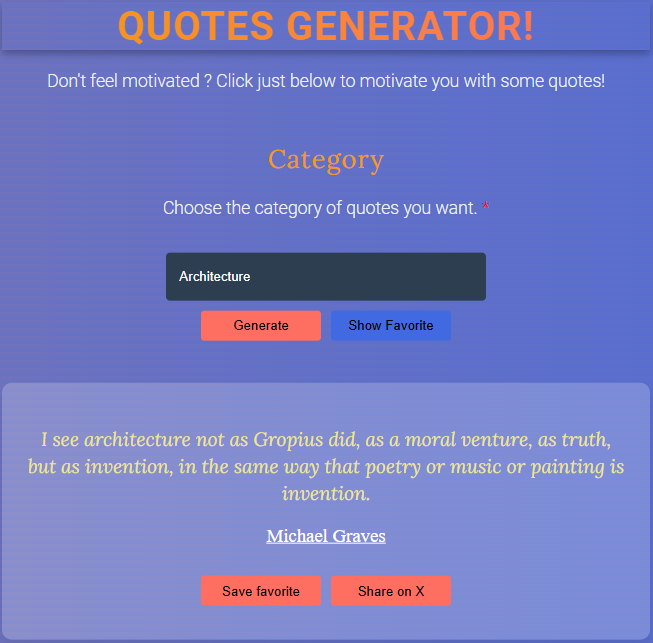 QUOTES GENERATOR!
Don't feel motivated ? Click just below to motivate you with some quotes!
Category
Choose the category of quotes you want. *
Architecture
Generate
Show Favorite
I see architecture not as Gropius did, as a moral venture, as truth,
but as invention, in the same way that poetry or music or painting is
invention.
Michael Graves
Save favorite
Share on X